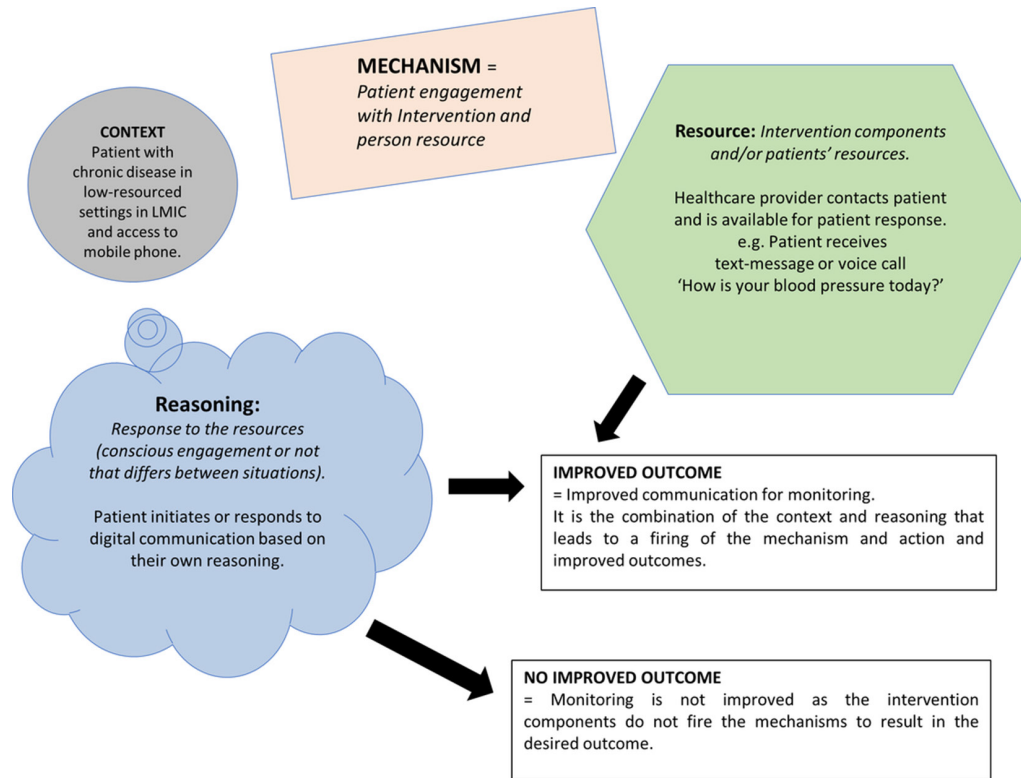 MECHANISM =
Patient engagement
with Intervention and
person resource
CONTEXT
Patient with
chronic disease in
low-resourced
settings in LMIC
and access to
mobile phone.
Resource: Intervention components
and/or patients’ resources.
Healthcare provider contacts patient
and is available for patient response.
e.g. Patient receives
text-message or voice call
‘How is your blood pressure today?’
Reasoning:
Response to the resources
(conscious engagement or not
that differs between situations).
Patient initiates or responds to
digital communication based on
their own reasoning.
IMPROVED OUTCOME
= Improved communication for monitoring.
It is the combination of the context and reasoning that
leads to a firing of the mechanism and action and
improved outcomes.
NO IMPROVED OUTCOME
= Monitoring is not improved as the intervention
components do not fire the mechanisms to result in the
desired outcome.